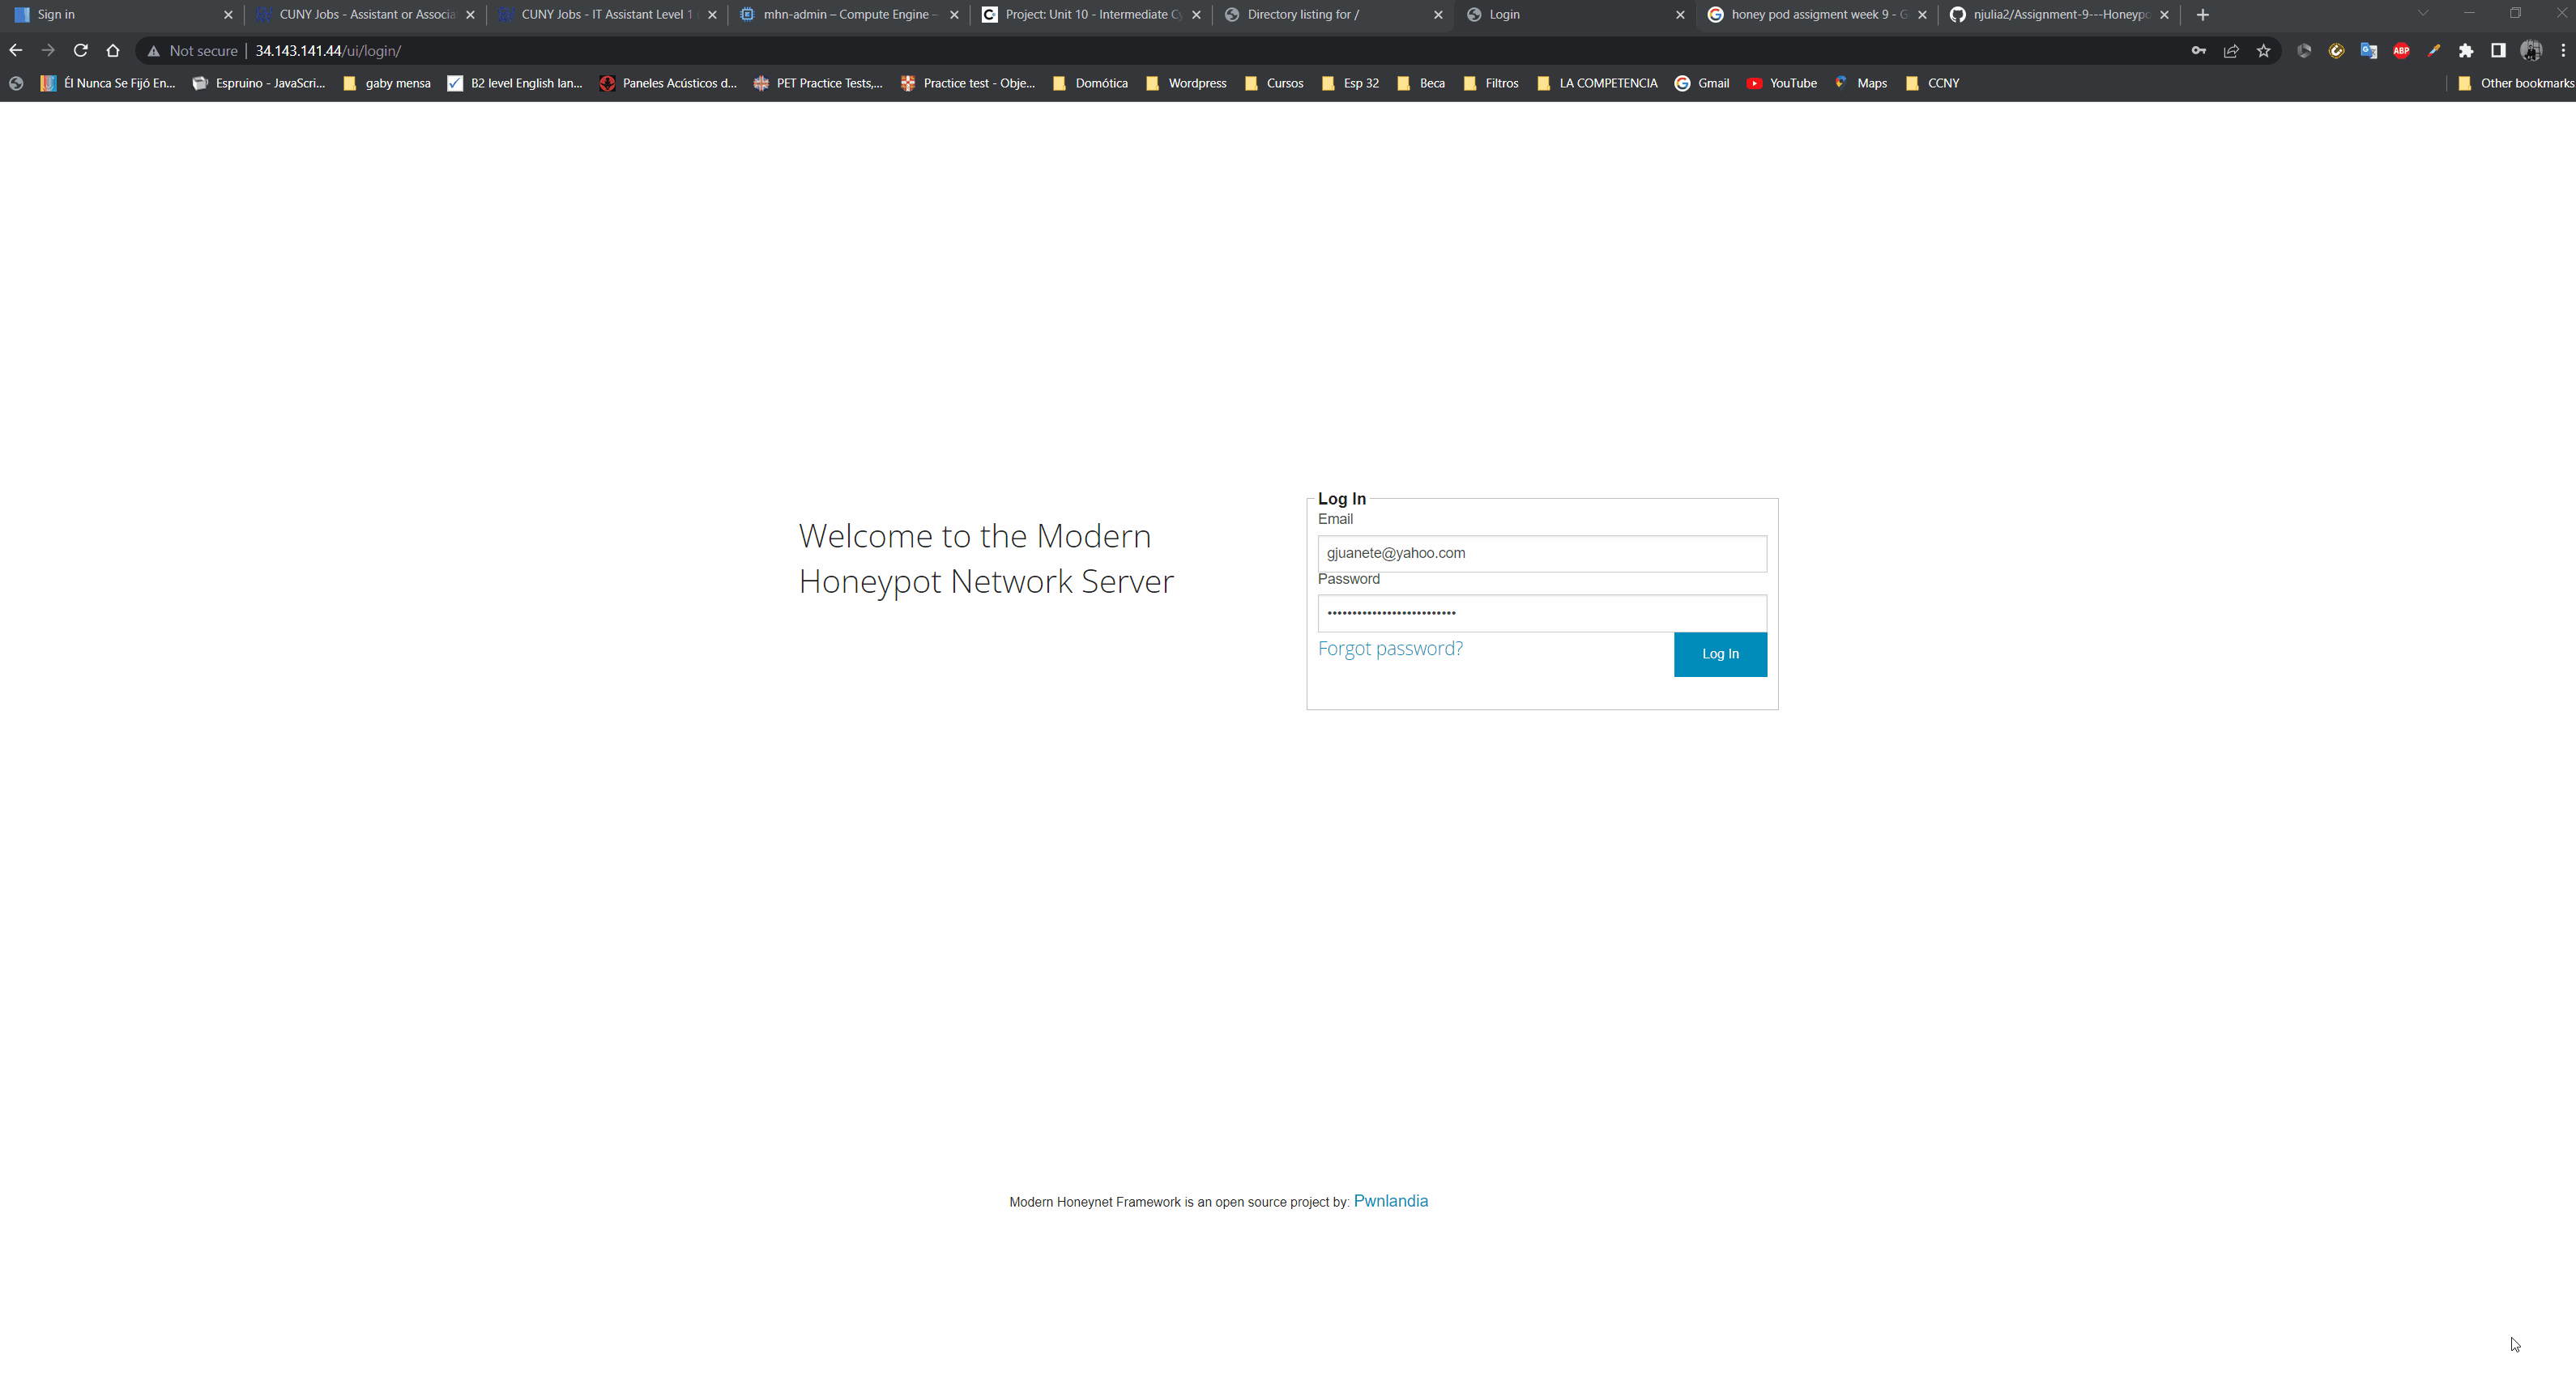 Sign in
CUNY Jobs - Assistant or Associa
CUNY Jobs - IT Assistant Level 1
mhn-admin – Compute Engine –
Project: Unit 10 - Intermediate Cy
Directory listing for /
Login
honey pod assigment week 9 - G
njulia2/Assignment-9---Honeypo
Not secure
34.143.141.44/ui/login/
ABP
Él Nunca Se Fijó En...
Espruino - JavaScri...
gaby mensa
B2 level English lan...
Paneles Acústicos d...
PET Practice Tests,...
Practice test - Obje...
Domótica
Wordpress
Cursos
Esp 32
Beca
Filtros
LA COMPETENCIA
Gmail
YouTube
Maps
CCNY
Other bookmarks
Welcome to the Modern
Honeypot Network Server
Log In
Email
gjuanete@yahoo.com
Password
••••••••••••••••••••••••••
Forgot password?
Log In
Modern Honeynet Framework is an open source project by: Pwnlandia